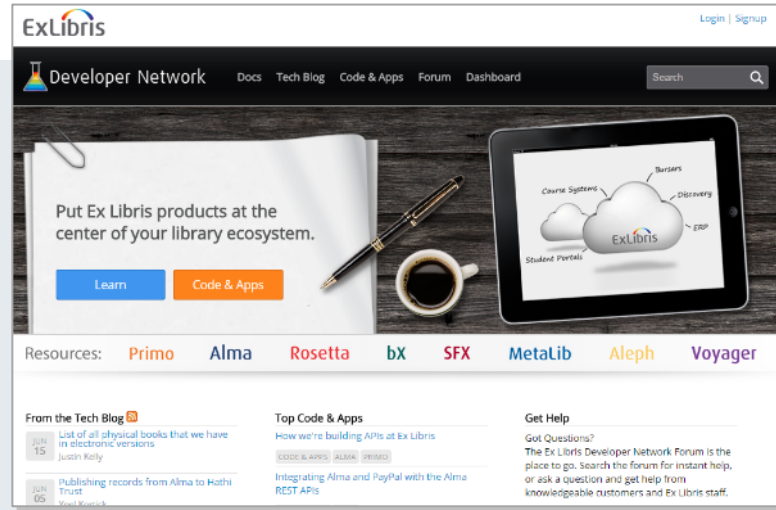 ExLibris
Login | Signup
Developer Network Docs Tech Blog Code & Apps Forum Dashboard Search
Put Ex Libris products at the
center of your library ecosystem.
Learn Code & Apps
Bursars
Course Systems
Discovery
ERP
ExLibris
Student Portals
Resources: Primo Alma Rosetta bX SFX MetaLib Aleph Voyager
From the Tech Blog
JUN
15
List of all physical books that we have
in electronic versions
Justin Kelly
JUN
05
Publishing records from Alma to Hathi
Trust
Yoel Kortick
Top Code & Apps
How we're building APIs at Ex Libris
CODE & APPS ALMA PRIMO
Integrating Alma and PayPal with the Alma
REST APIs
Get Help
Got Questions?
The Ex Libris Developer Network Forum is the
place to go. Search the forum for instant help,
or ask a question and get help from
knowledgeable customers and Ex Libris staff.